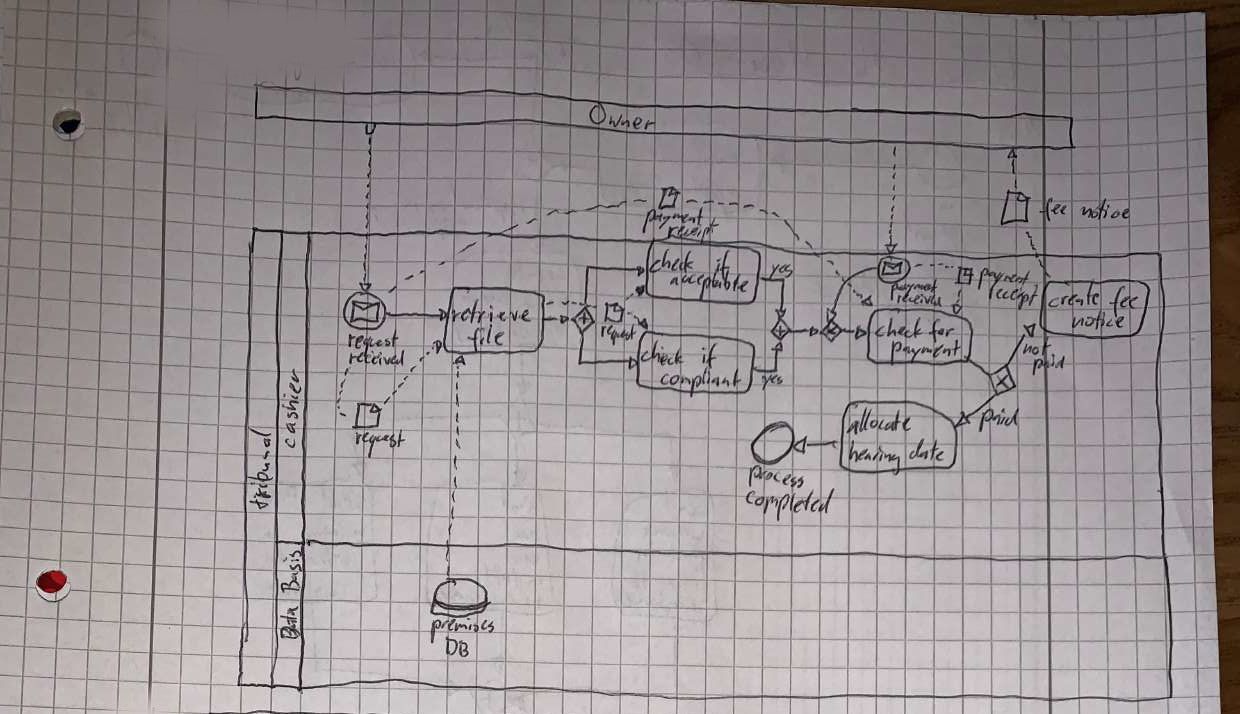 Owner
payment
receipt
fee notice
tribunal
cashier
request
received
retrieve
file
request
check if
acceptable
yes
check if
compliant
yes
request
payment
received
payment
receipt
check for
payment
create fee
notice
not
paid
paid
allocate
hearing date
process
completed
Data Basis
premises
DB